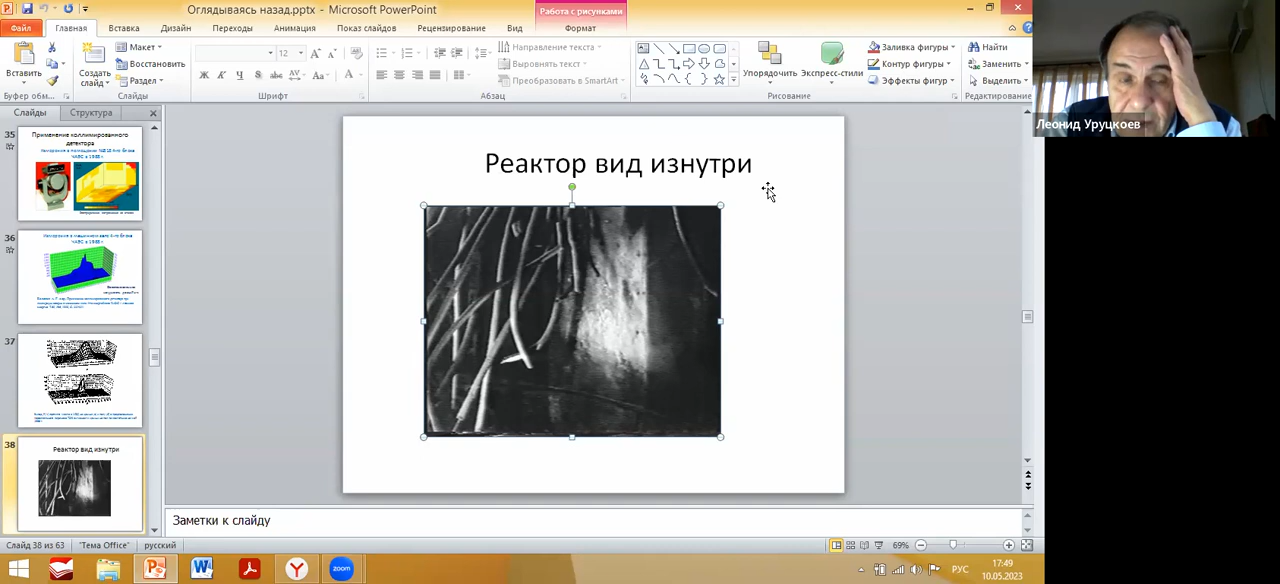 Оглядываясь назад.pptx - Microsoft PowerPoint
Работа с рисунками
Файл
Главная
Вставка
Дизайн
Переходы
Анимация
Показ слайдов
Рецензирование
Вид
Формат
Вставить
Создать слайд
Макет
Восстановить
Раздел
Направление текста
Выровнять текст
Преобразовать в SmartArt
Упорядочить
Экспресс-стили
Заливка фигуры
Контур фигуры
Эффекты фигур
Найти
Заменить
Выделить
Буфер обм...
Слайды
Шрифт
Абзац
Рисование
Редактирование
Слайды
Структура
35
Применение коллимированного
детектора
36
37
38
Реактор вид изнутри
Реактор вид изнутри
Леонид Уруцкоев
Заметки к слайду
Слайд 38 из 63
"Тема Office"
русский
69%
zoom
РУС
17:49
10.05.2023